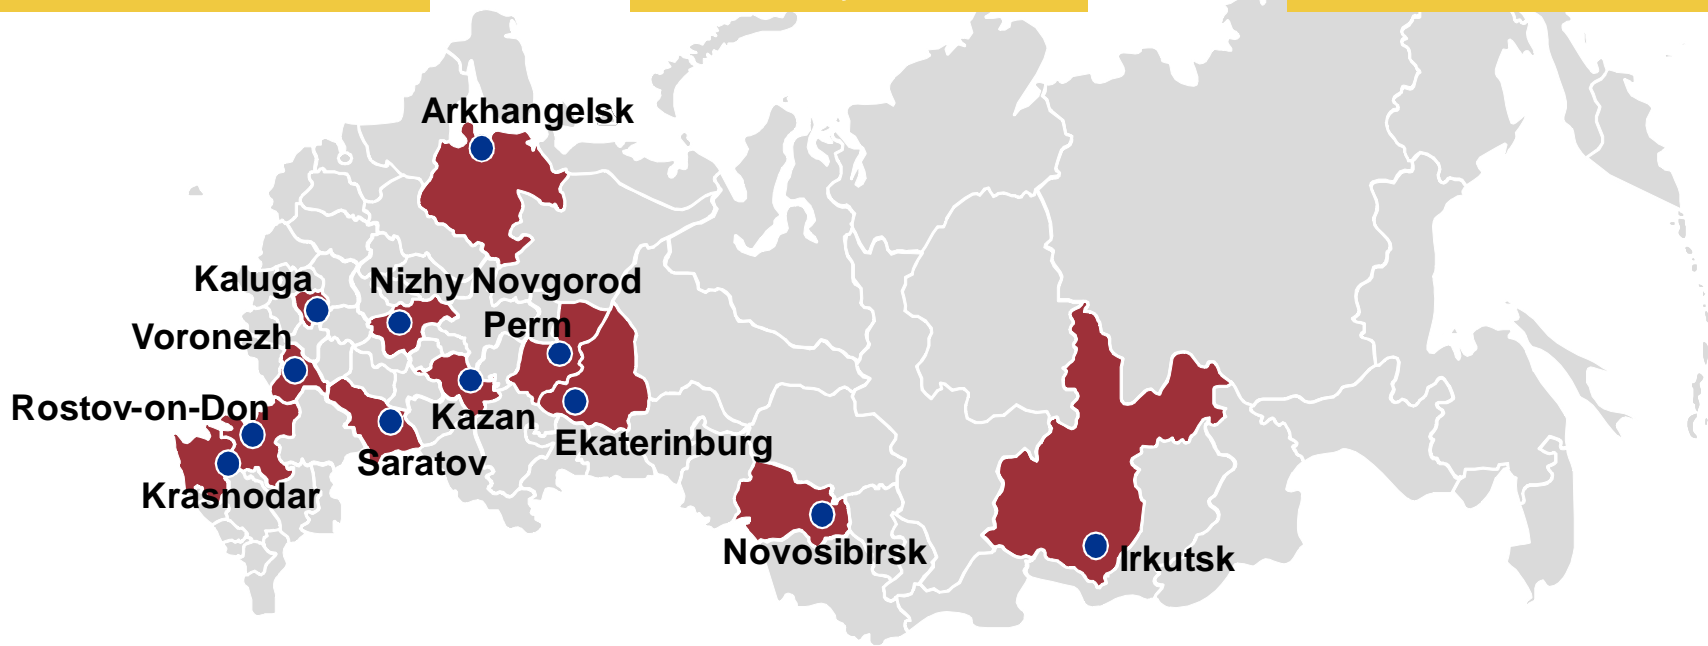 Arkhangelsk
Kaluga
Nizhy Novgorod
Perm
Voronezh
Rostov-on-Don
Kazan
Ekaterinburg
Saratov
Krasnodar
Novosibirsk
Irkutsk